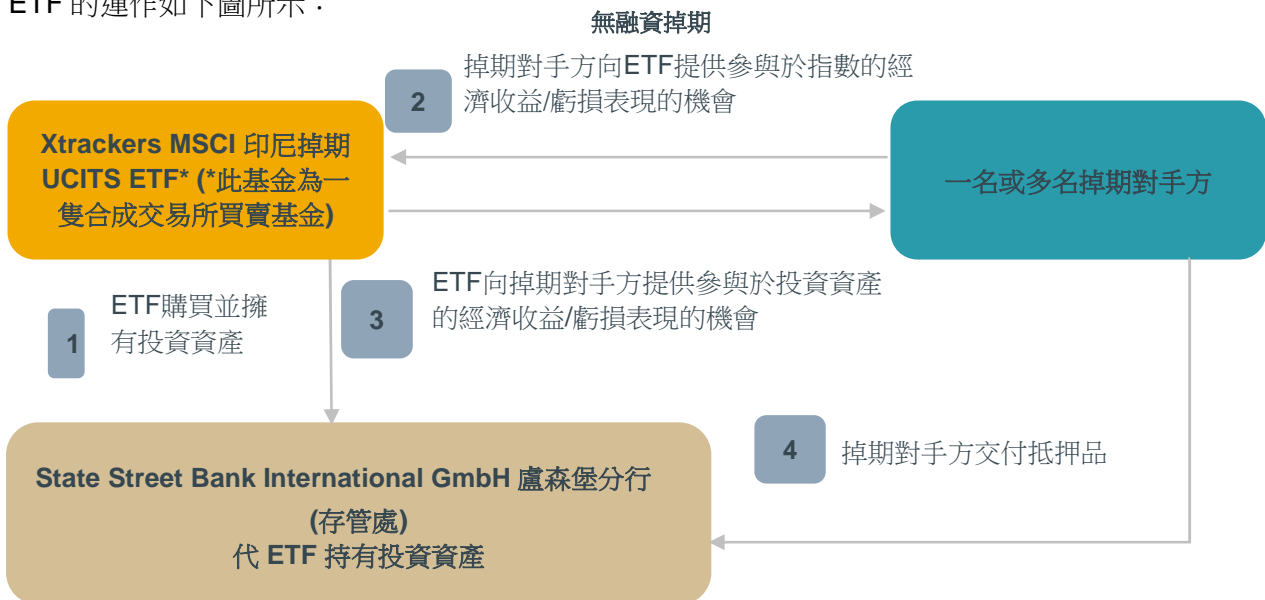 ETF 的運作如下圖所示：
無融資掉期
2
掉期對手方向ETF提供參與於指數的經
濟收益/虧損表現的機會
Xtrackers MSCI 印尼掉期
UCITS ETF* (*此基金為一
隻合成交易所買賣基金)
一名或多名掉期對手方
1
ETF購買並擁
有投資資產
3
ETF向掉期對手方提供參與於投資資產
的經濟收益/虧損表現的機會
4
掉期對手方交付抵押品
State Street Bank International GmbH 盧森堡分行
(存管處)
代 ETF 持有投資資產